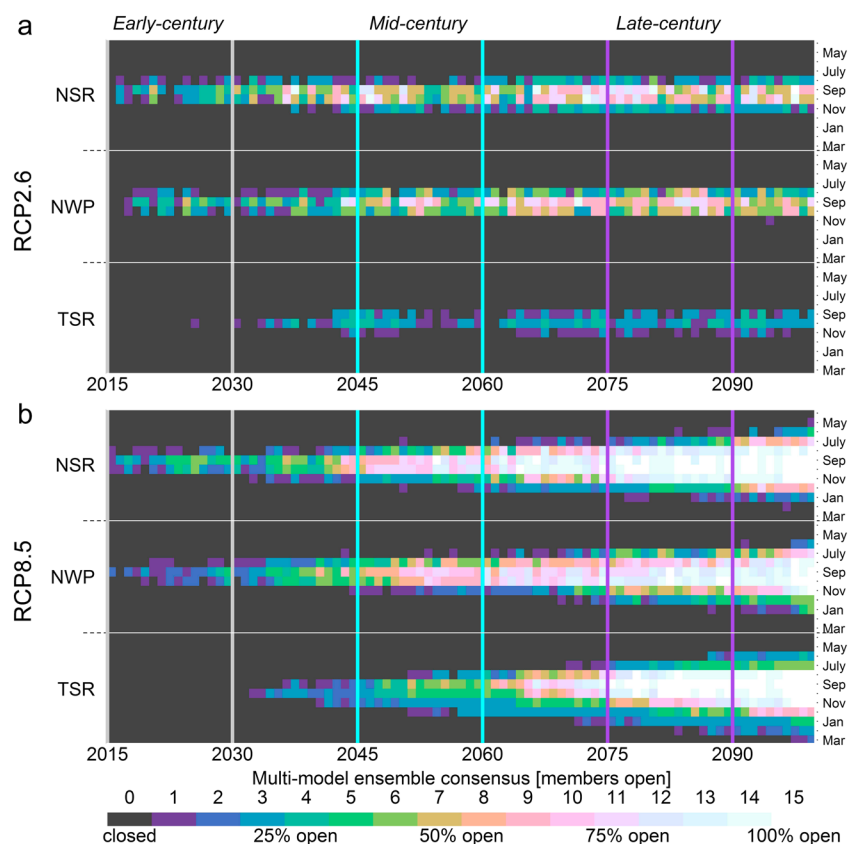 Early-century Mid-century Late-century
a
RCP2.6
NSR
NWP
TSR
May
July
Sep
Nov
Jan
Mar
May
July
Sep
Nov
Jan
Mar
May
July
Sep
Nov
Jan
Mar
2015 2030 2045 2060 2075 2090
b
RCP8.5
NSR
NWP
TSR
May
July
Sep
Nov
Jan
Mar
May
July
Sep
Nov
Jan
Mar
May
July
Sep
Nov
Jan
Mar
2015 2030 2045 2060 2075 2090
Multi-model ensemble consensus [members open]
0 1 2 3 4 5 6 7 8 9 10 11 12 13 14 15
closed 25% open 50% open 75% open 100% open